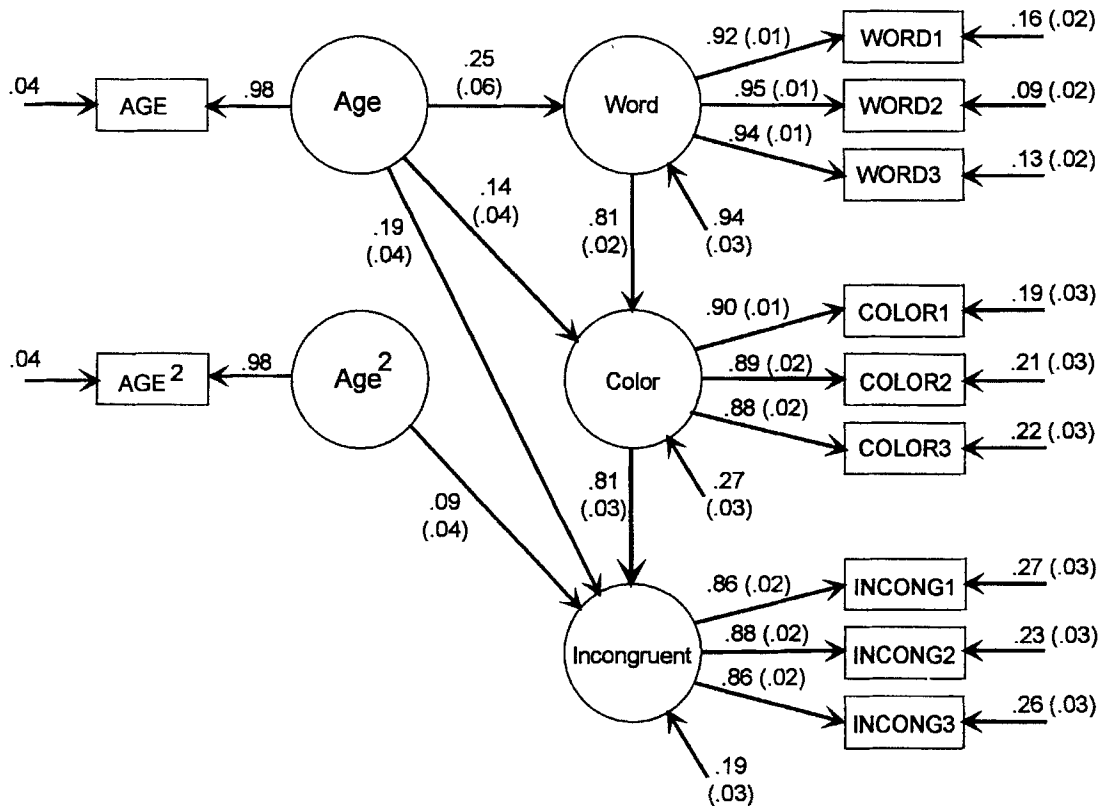 .04
AGE
.98
Age
.25
(.06)
Word
.92 (.01)
WORD1
.16 (.02)
.95 (.01)
WORD2
.09 (.02)
.94 (.01)
WORD3
.13 (.02)
.14
(.04)
.19
(.04)
.81
(.02)
.94
(.03)
.04
AGE²
.98
Age²
Color
.90 (.01)
COLOR1
.19 (.03)
.89 (.02)
COLOR2
.21 (.03)
.88 (.02)
COLOR3
.22 (.03)
.09
(.04)
.81
(.03)
.27
(.03)
Incongruent
.86 (.02)
INCONG1
.27 (.03)
.88 (.02)
INCONG2
.23 (.03)
.86 (.02)
INCONG3
.26 (.03)
.19
(.03)